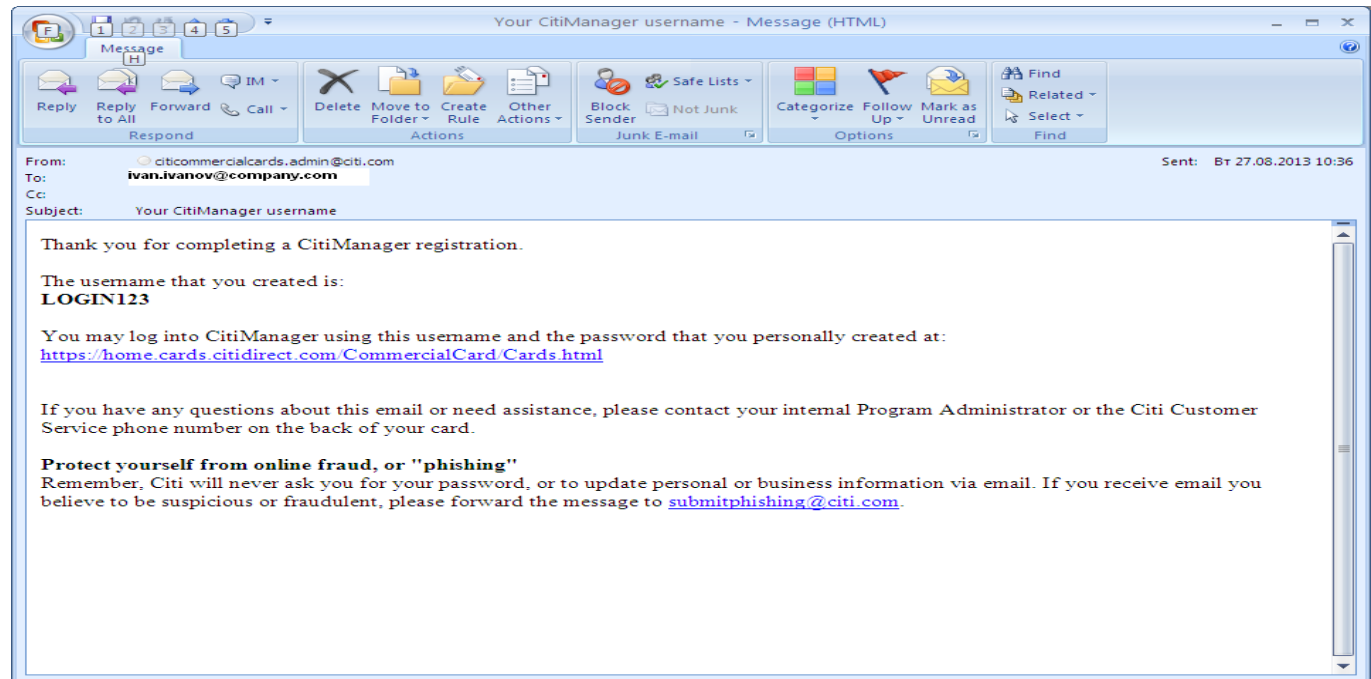 Your CitiManager username - Message (HTML)
F 1 2 3 4 5
Message
H
Reply Reply to All Forward IM Call
Respond
Delete Move to Folder Create Rule Other Actions
Actions
Block Sender Safe Lists Not Junk
Junk E-mail
Categorize Follow Up Mark as Unread
Options
Find Related Select
Find
From: citicommercialcards.admin@citi.com Sent: Вт 27.08.2013 10:36
To: ivan.ivanov@company.com
Cc:
Subject: Your CitiManager username
Thank you for completing a CitiManager registration.
The username that you created is:
LOGIN123
You may log into CitiManager using this username and the password that you personally created at:
https://home.cards.citidirect.com/CommercialCard/Cards.html
If you have any questions about this email or need assistance, please contact your internal Program Administrator or the Citi Customer
Service phone number on the back of your card.
Protect yourself from online fraud, or "phishing"
Remember, Citi will never ask you for your password, or to update personal or business information via email. If you receive email you
believe to be suspicious or fraudulent, please forward the message to submitphishing@citi.com.